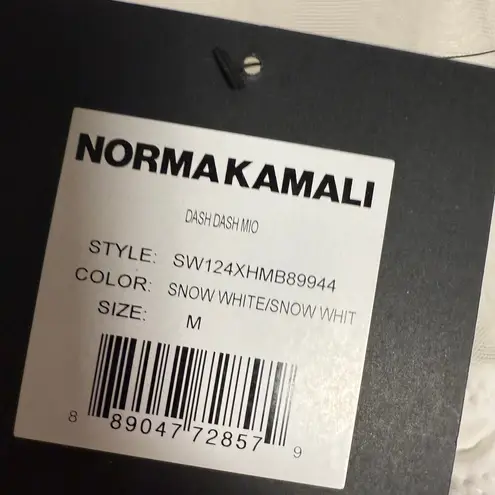 NORMA KAMALI
DASH DASH MIO
STYLE: SW124XHMB89944
COLOR: SNOW WHITE/SNOW WHIT
SIZE: M
8 89047 72857 9